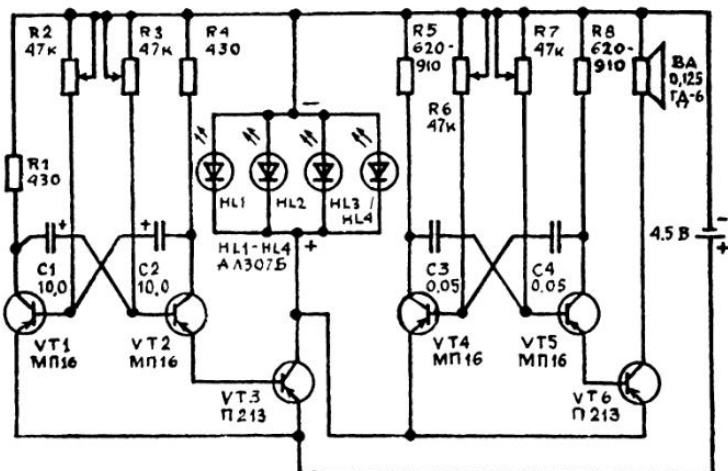 R2
47к
R3
47к
R4
430
R5
620-
910
R7
47к
R8
620-
910
ВА
0,125
ГД-6
R6
47к
R1
430
–
HL1
HL2
HL3
HL4
+
HL1-HL4
АЛ307Б
4,5 В
–
+
+
+
C1
10,0
C2
10,0
C3
0,05
C4
0,05
VT1
МП16
VT2
МП16
VT3
П213
VT4
МП16
VT5
МП16
VT6
П213